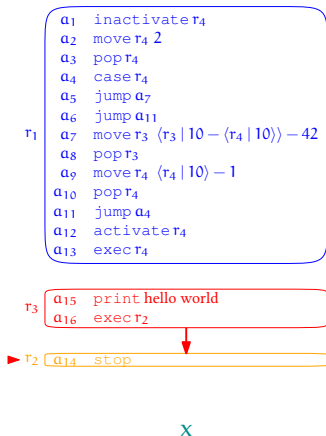 a₁ inactivate r₄
a₂ move r₄ 2
a₃ pop r₄
a₄ case r₄
a₅ jump a₇
a₆ jump a₁₁
r₁ a₇ move r₃ ⟨r₃ | 10 − ⟨r₄ | 10⟩⟩ − 42
a₈ pop r₃
a₉ move r₄ ⟨r₄ | 10⟩ − 1
a₁₀ pop r₄
a₁₁ jump a₄
a₁₂ activate r₄
a₁₃ exec r₄
r₃ a₁₅ print hello world
a₁₆ exec r₂
r₂ a₁₄ stop
x